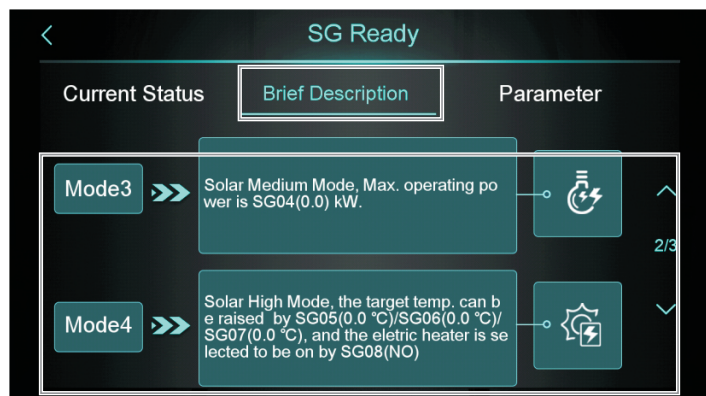 SG Ready
Current Status
Brief Description
Parameter
Mode3
Solar Medium Mode, Max. operating po
wer is SG04(0.0) kW.
2/3
Mode4
Solar High Mode, the target temp. can b
e raised by SG05(0.0 ℃)/SG06(0.0 ℃)/
SG07(0.0 ℃), and the eletric heater is se
lected to be on by SG08(NO)